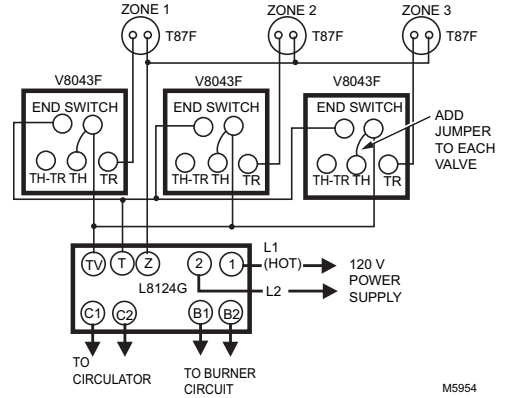 ZONE 1
ZONE 2
ZONE 3
T87F
T87F
T87F
V8043F
V8043F
V8043F
END SWITCH
END SWITCH
END SWITCH
ADD
JUMPER
TO EACH
VALVE
TH-TR TH TR
TH-TR TH TR
TH-TR TH TR
TV T Z 2 1
L1
(HOT)
L2
120 V
POWER
SUPPLY
L8124G
C1 C2 B1 B2
TO
CIRCULATOR
TO BURNER
CIRCUIT
M5954